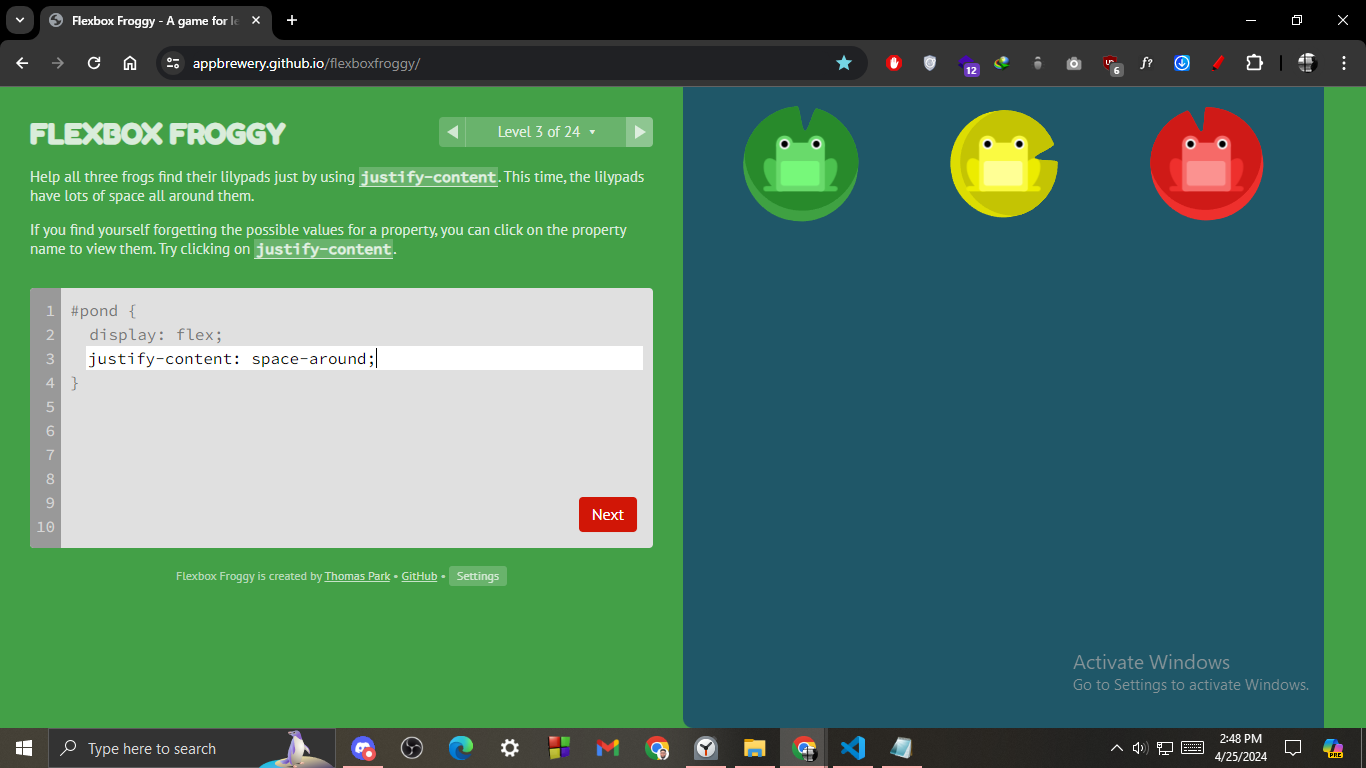 Flexbox Froggy - A game for le
appbrewery.github.io/flexboxfroggy/
12
6
f?
FLEXBOX FROGGY
Level 3 of 24
Help all three frogs find their lilypads just by using justify-content. This time, the lilypads
have lots of space all around them.
If you find yourself forgetting the possible values for a property, you can click on the property
name to view them. Try clicking on justify-content.
1 #pond {
2 display: flex;
3 justify-content: space-around;
4 }
5
6
7
8
9
10
Next
Flexbox Froggy is created by Thomas Park • GitHub • Settings
Activate Windows
Go to Settings to activate Windows.
Type here to search
2:48 PM
4/25/2024
PRE